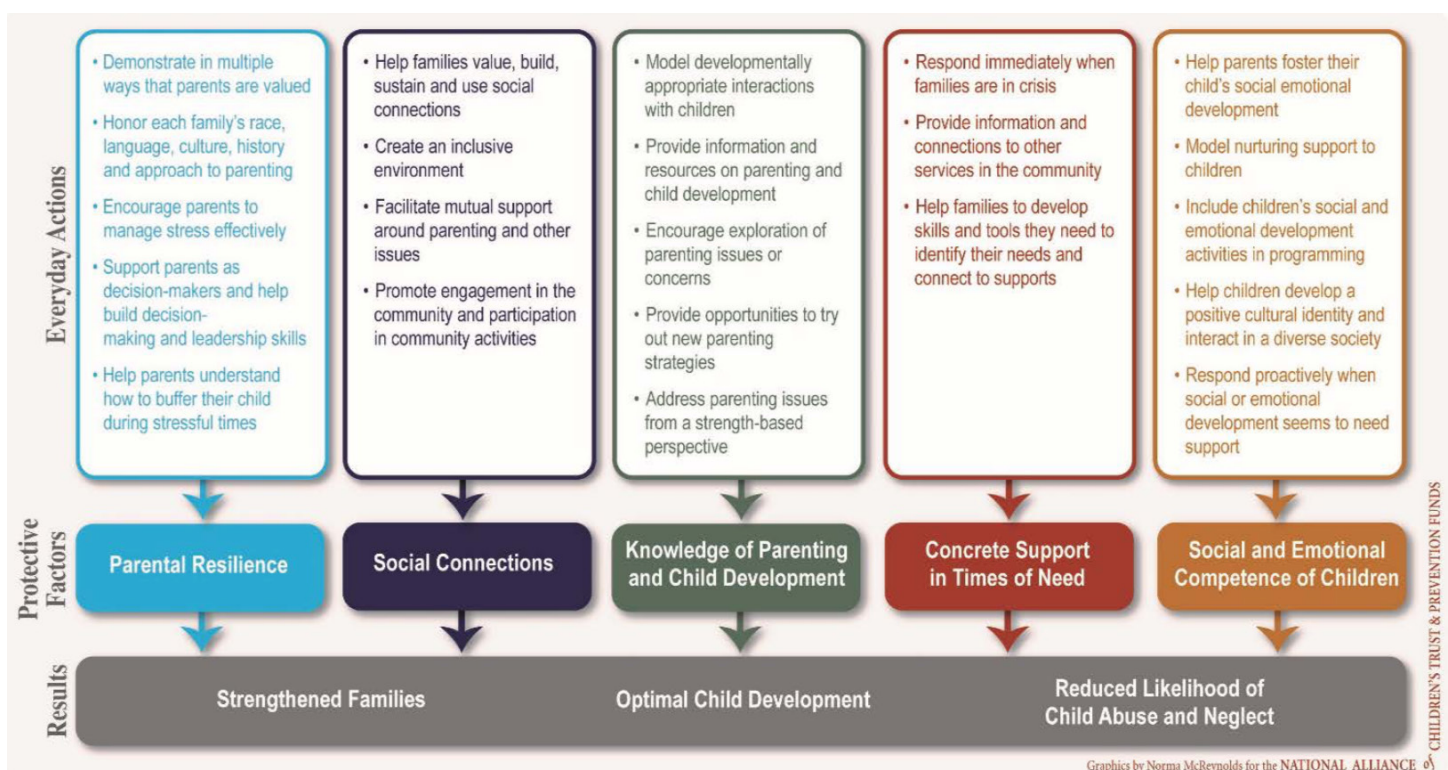 Everyday Actions
• Demonstrate in multiple
ways that parents are valued
• Honor each family's race,
language, culture, history
and approach to parenting
• Encourage parents to
manage stress effectively
• Support parents as
decision-makers and help
build decision-
making and leadership skills
• Help parents understand
how to buffer their child
during stressful times
• Help families value, build,
sustain and use social
connections
• Create an inclusive
environment
• Facilitate mutual support
around parenting and other
issues
• Promote engagement in the
community and participation
in community activities
• Model developmentally
appropriate interactions
with children
• Provide information and
resources on parenting and
child development
• Encourage exploration of
parenting issues or
concerns
• Provide opportunities to try
out new parenting
strategies
• Address parenting issues
from a strength-based
perspective
• Respond immediately when
families are in crisis
• Provide information and
connections to other
services in the community
• Help families to develop
skills and tools they need to
identify their needs and
connect to supports
• Help parents foster their
child's social emotional
development
• Model nurturing support to
children
• Include children's social and
emotional development
activities in programming
• Help children develop a
positive cultural identity and
interact in a diverse society
• Respond proactively when
social or emotional
development seems to need
support
Protective
Factors
Parental Resilience
Social Connections
Knowledge of Parenting
and Child Development
Concrete Support
in Times of Need
Social and Emotional
Competence of Children
Results
Strengthened Families
Optimal Child Development
Reduced Likelihood of
Child Abuse and Neglect
Graphics by Norma McReynolds for the NATIONAL ALLIANCE of
CHILDREN'S TRUST & PREVENTION FUNDS